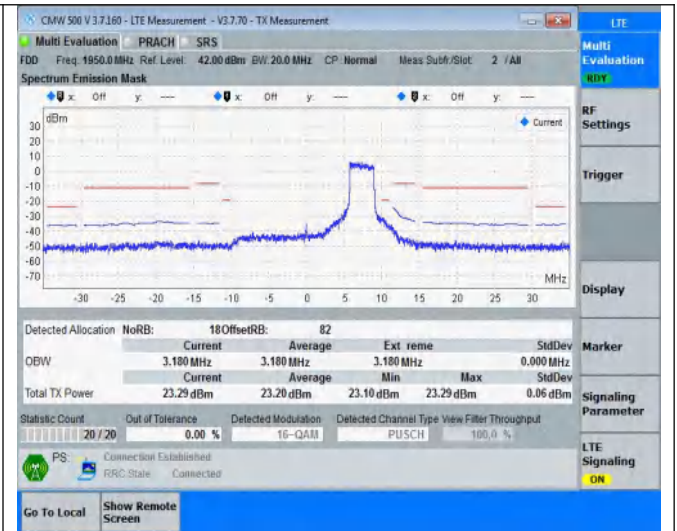 CMW 500 V 3.7.160 - LTE Measurement - V3.7.70 - TX Measurement
LTE
Multi Evaluation PRACH SRS
Multi
Evaluation
RDY
FDD Freq. 1950.0 MHz Ref. Level: 42.00 dBm BW: 20.0 MHz CP: Normal Meas Subfr./Slot: 2 /All
Spectrum Emission Mask
x: Off y: --- x: Off y: --- x: Off y: ---
dBm
Current
30
20
10
0
-10
-20
-30
-40
-50
-60
-70
MHz
-30 -25 -20 -15 -10 -5 0 5 10 15 20 25 30
RF
Settings
Trigger
Display
Marker
Signaling
Parameter
LTE
Signaling
ON
Detected Allocation NoRB: 18 OffsetRB: 82
Current Average Extreme StdDev
OBW 3.180 MHz 3.180 MHz 3.180 MHz 0.000 MHz
Current Average Min Max StdDev
Total TX Power 23.29 dBm 23.20 dBm 23.10 dBm 23.29 dBm 0.06 dBm
Statistic Count Out of Tolerance Detected Modulation Detected Channel Type View Filter Throughput
20 / 20 0.00 % 16-QAM PUSCH 100.0 %
PS: Connection Established
RRC State Connected
Go To Local
Show Remote
Screen